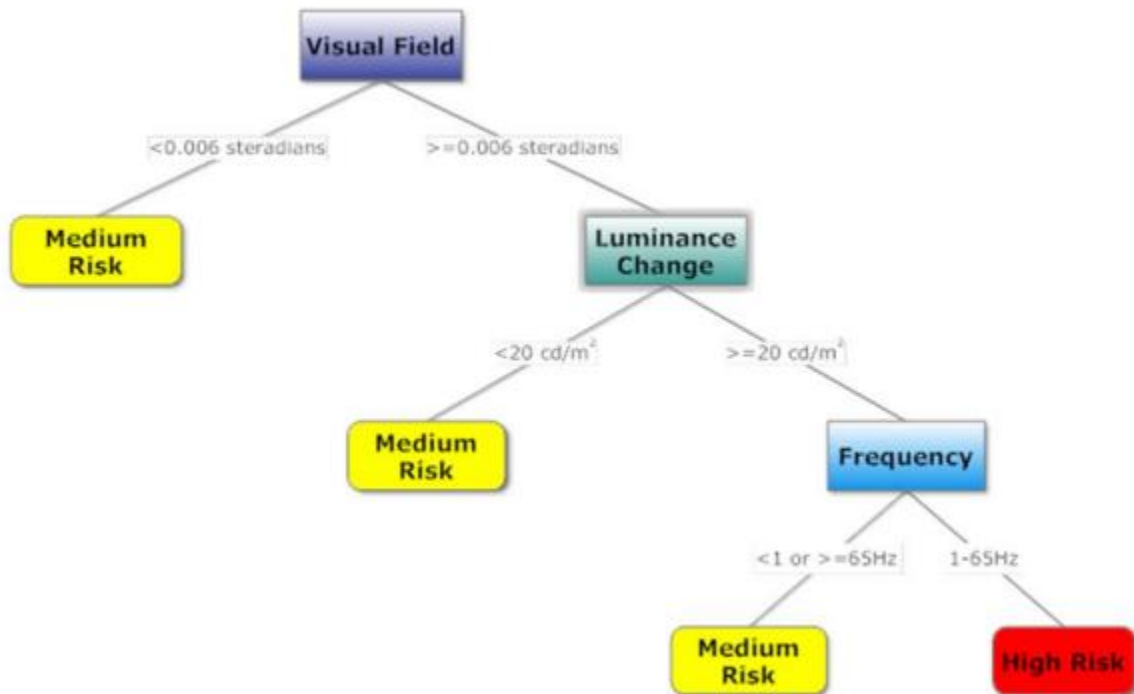 Visual Field
<0.006 steradians
>=0.006 steradians
Medium
Risk
Luminance
Change
<20 cd/m²
>=20 cd/m²
Medium
Risk
Frequency
<1 or >=65Hz
1-65Hz
Medium
Risk
High Risk